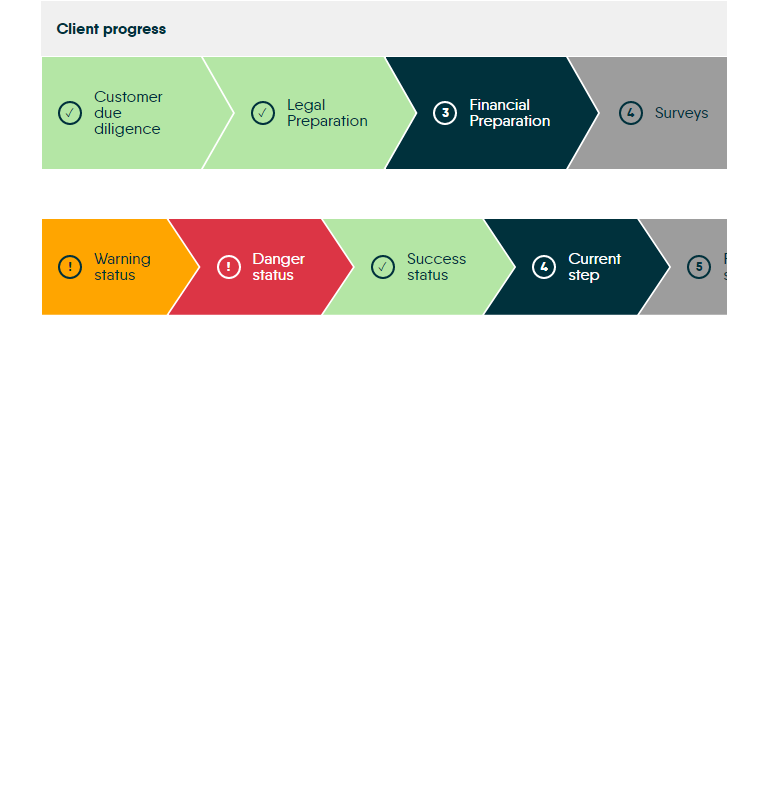 Client progress
Customer
due
diligence
Legal
Preparation
3
Financial
Preparation
4
Surveys
!
Warning
status
!
Danger
status
Success
status
4
Current
step
5